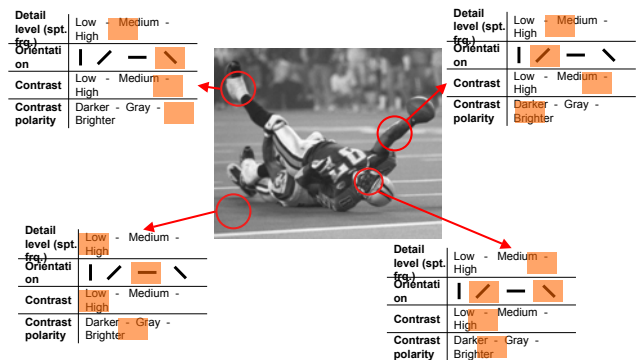 Detail
level (spt.
frq.)
Low - Medium -
High
Orientati
on
Contrast
Low - Medium -
High
Contrast
polarity
Darker - Gray -
Brighter
Detail
level (spt.
frq.)
Low - Medium -
High
Orientati
on
Contrast
Low - Medium -
High
Contrast
polarity
Darker - Gray -
Brighter
Detail
level (spt.
frq.)
Low - Medium -
High
Orientati
on
Contrast
Low - Medium -
High
Contrast
polarity
Darker - Gray -
Brighter
Detail
level (spt.
frq.)
Low - Medium -
High
Orientati
on
Contrast
Low - Medium -
High
Contrast
polarity
Darker - Gray -
Brighter